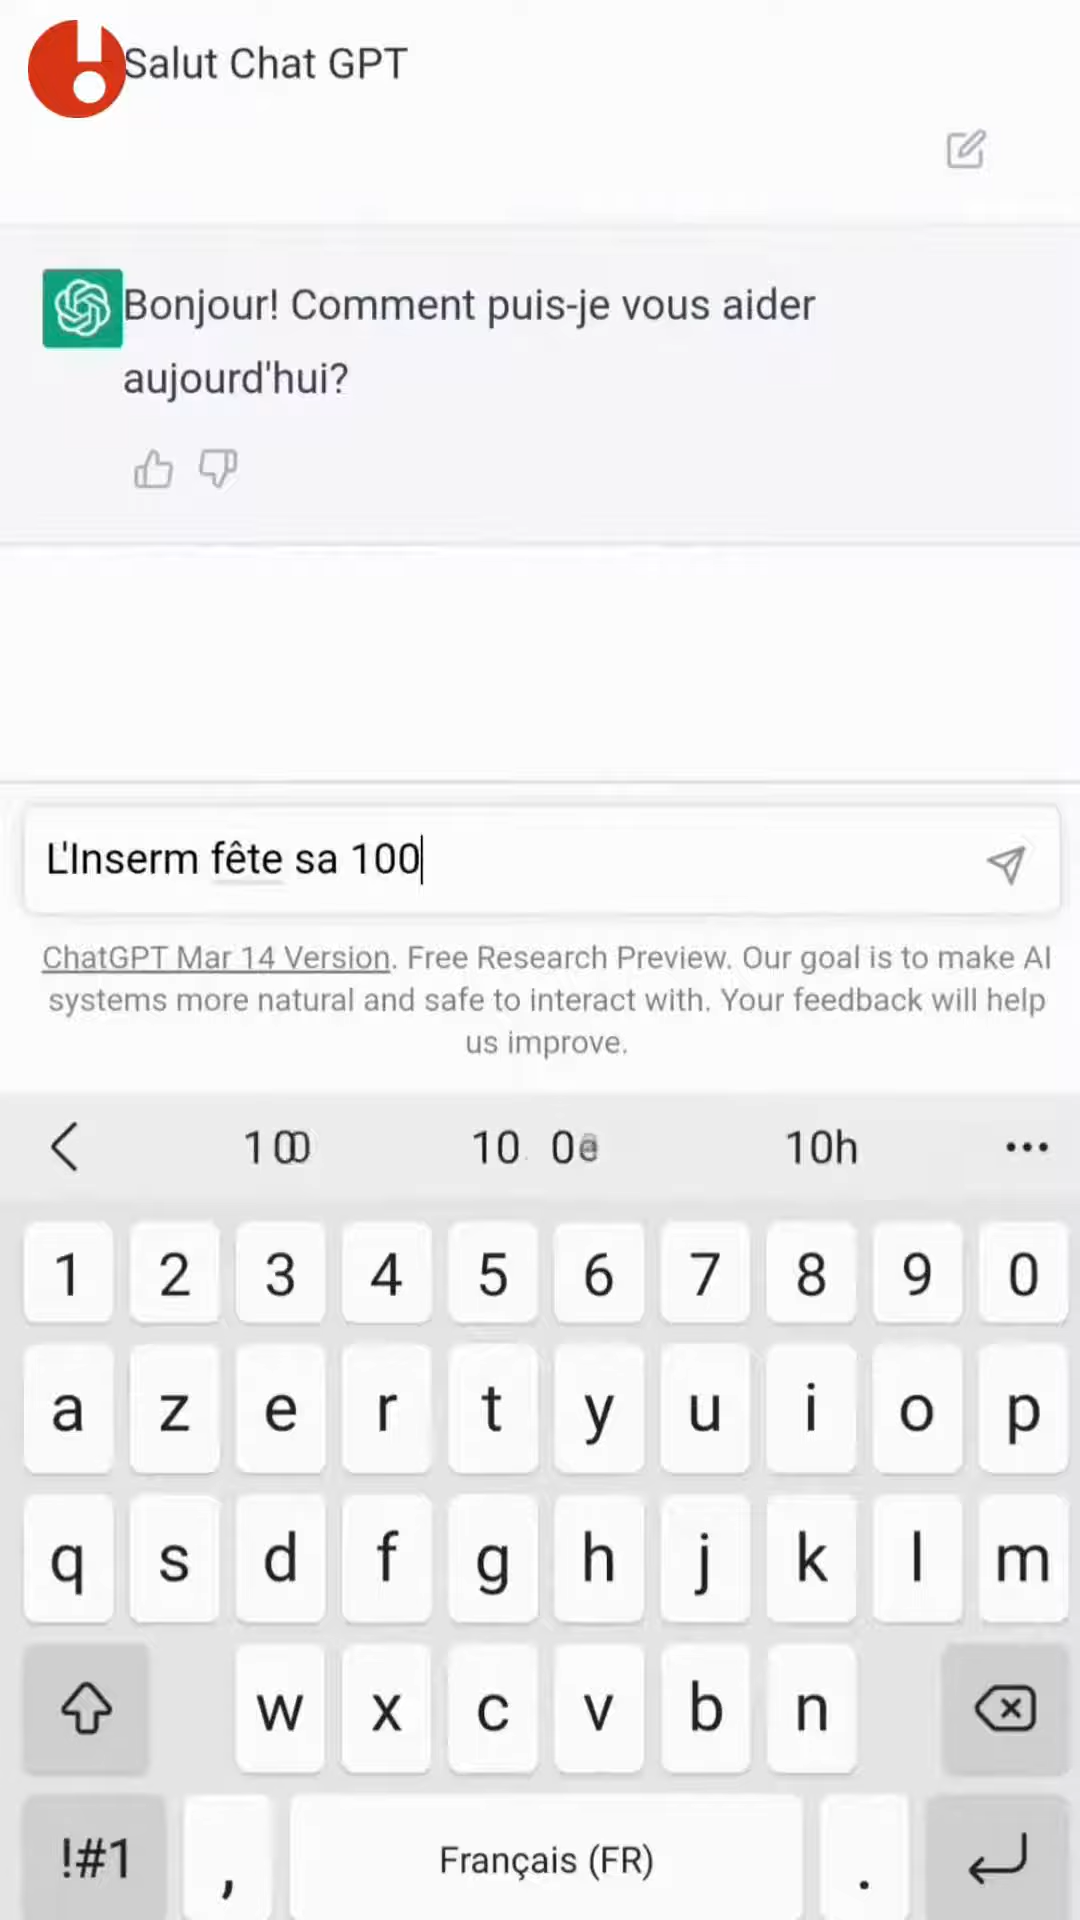 Salut Chat GPT
Bonjour! Comment puis-je vous aider
aujourd'hui?
L'Inserm fête sa 100
ChatGPT Mar 14 Version. Free Research Preview. Our goal is to make AI
systems more natural and safe to interact with. Your feedback will help
us improve.
10h
1 2 3 4 5 6 7 8 9 0
a z e r t y u i o p
q s d f g h j k l m
w x c v b n
!#1 , Français (FR) .